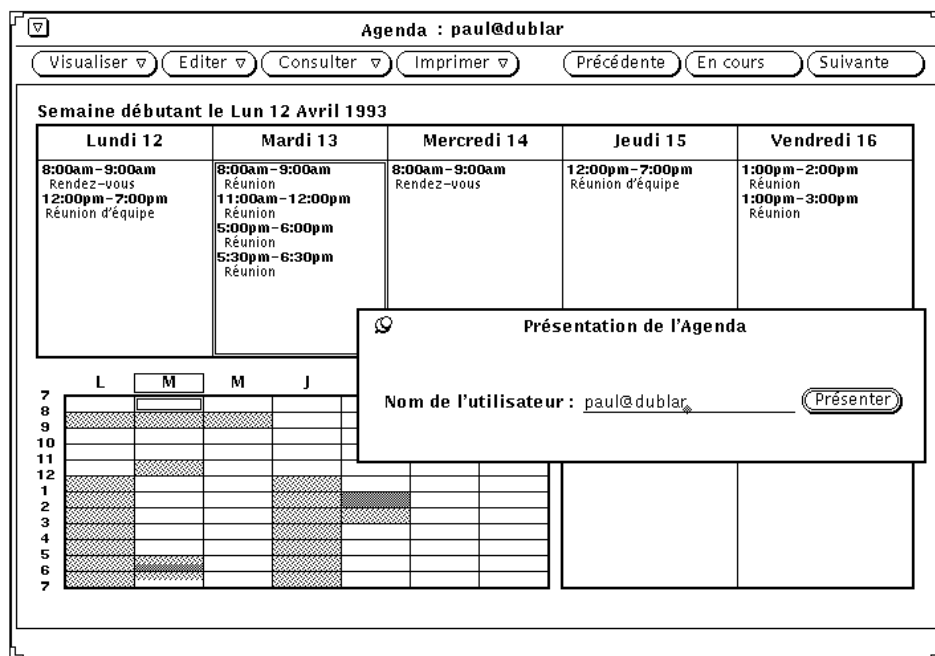 Agenda : paul@dublar
Visualiser Editer Consulter Imprimer Précédente En cours Suivante
Semaine débutant le Lun 12 Avril 1993
Lundi 12 Mardi 13 Mercredi 14 Jeudi 15 Vendredi 16
8:00am-9:00am
Rendez-vous
12:00pm-7:00pm
Réunion d'équipe
8:00am-9:00am
Réunion
11:00am-12:00pm
Réunion
5:00pm-6:00pm
Réunion
5:30pm-6:30pm
Réunion
8:00am-9:00am
Rendez-vous
12:00pm-7:00pm
Réunion d'équipe
1:00pm-2:00pm
Réunion
1:00pm-3:00pm
Réunion
Présentation de l'Agenda
Nom de l'utilisateur : paul@dublar Présenter
L M M J
7
8
9
10
11
12
1
2
3
4
5
6
7